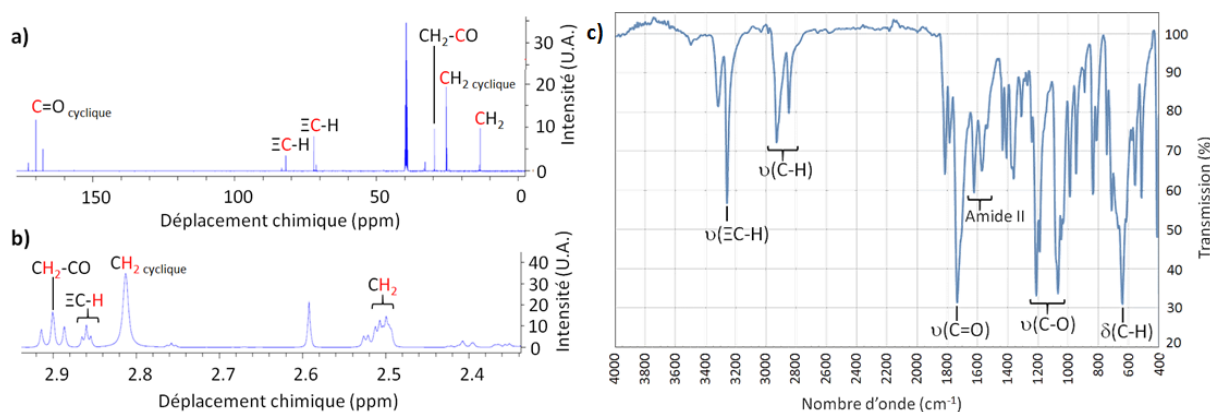 a)
CH2-CO
CH2 cyclique
C=O cyclique
ΞC-H
ΞC-H
CH2
30
20
10
0
Intensité (U.A.)
150
100
50
0
Déplacement chimique (ppm)
b)
CH2-CO
CH2 cyclique
ΞC-H
CH2
40
30
20
10
0
Intensité (U.A.)
2.9
2.8
2.7
2.6
2.5
2.4
Déplacement chimique (ppm)
c)
100
90
80
70
60
50
40
30
20
Transmission (%)
υ(C-H)
Amide II
υ(ΞC-H)
υ(C=O)
υ(C-O)
δ(C-H)
4000
3800
3600
3400
3200
3000
2800
2600
2400
2200
2000
1800
1600
1400
1200
1000
800
600
400
Nombre d'onde (cm-1)